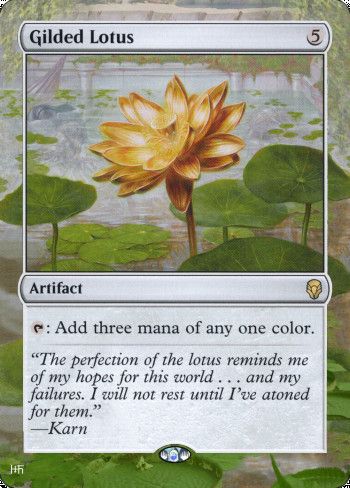 Gilded Lotus 5
Artifact
: Add three mana of any one color.
“The perfection of the lotus reminds me
of my hopes for this world . . . and my
failures. I will not rest until I’ve atoned
for them.”
—Karn